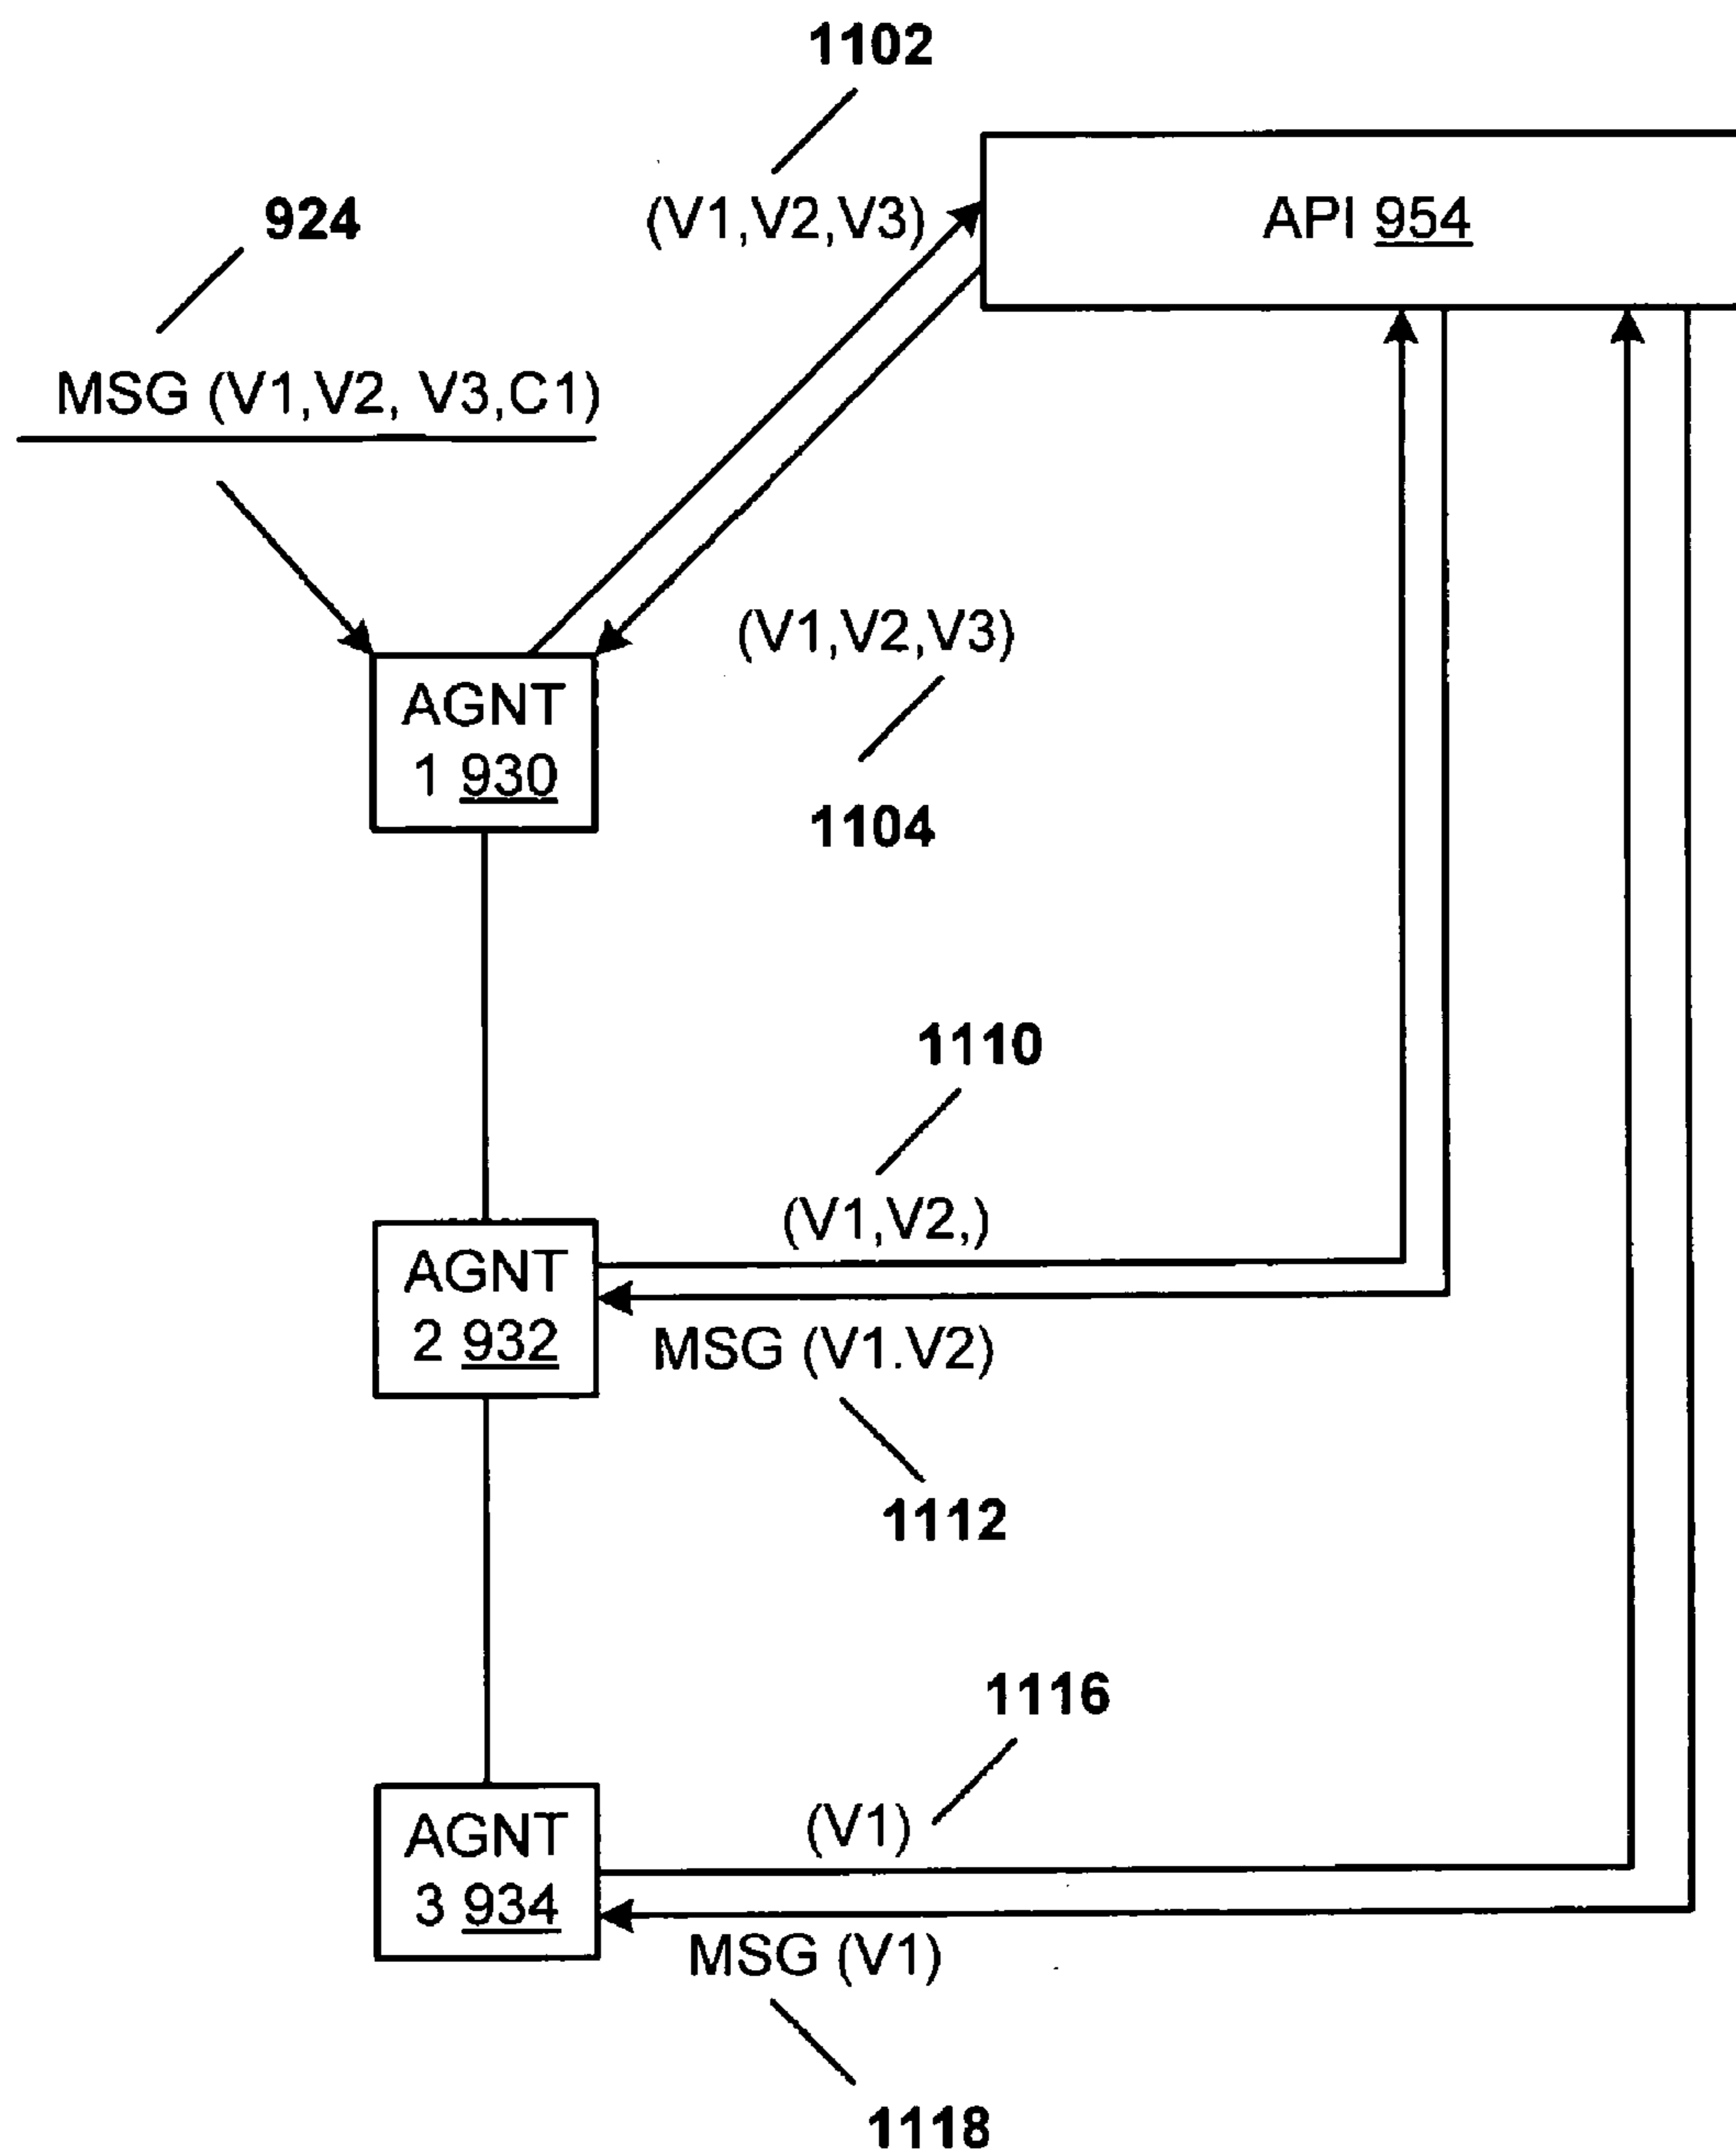 1102
924
(V1,V2,V3)
API 954
MSG (V1,V2, V3,C1)
(V1,V2,V3)
AGNT
1 930
1104
1110
(V1,V2,)
AGNT
2 932
MSG (V1.V2)
1112
1116
(V1)
AGNT
3 934
MSG (V1)
1118